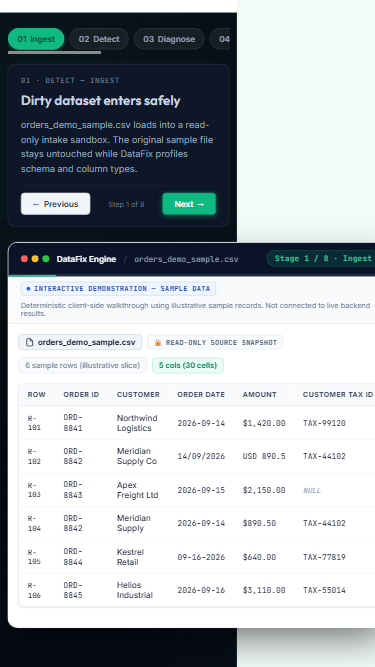 01 Ingest 02 Detect 03 Diagnose 04
01 · DETECT — INGEST
Dirty dataset enters safely
orders_demo_sample.csv loads into a read-
only intake sandbox. The original sample file
stays untouched while DataFix profiles
schema and column types.
← Previous Step 1 of 8 Next →
DataFix Engine / orders_demo_sample.csv Stage 1 / 8 · Ingest
INTERACTIVE DEMONSTRATION — SAMPLE DATA
Deterministic client-side walkthrough using illustrative sample records. Not connected to live backend
results.
orders_demo_sample.csv READ-ONLY SOURCE SNAPSHOT
6 sample rows (illustrative slice) 5 cols (30 cells)
ROW ORDER ID CUSTOMER ORDER DATE AMOUNT CUSTOMER TAX ID
R-101 ORD-8841 Northwind Logistics 2026-09-14 $1,420.00 TAX-99120
R-102 ORD-8842 Meridian Supply Co 14/09/2026 USD 890.5 TAX-44102
R-103 ORD-8843 Apex Freight Ltd 2026-09-15 $2,150.00 NULL
R-104 ORD-8842 Meridian Supply 2026-09-14 $890.50 TAX-44102
R-105 ORD-8844 Kestrel Retail 09-16-2026 $640.00 TAX-77819
R-106 ORD-8845 Helios Industrial 2026-09-16 $3,110.00 TAX-55014